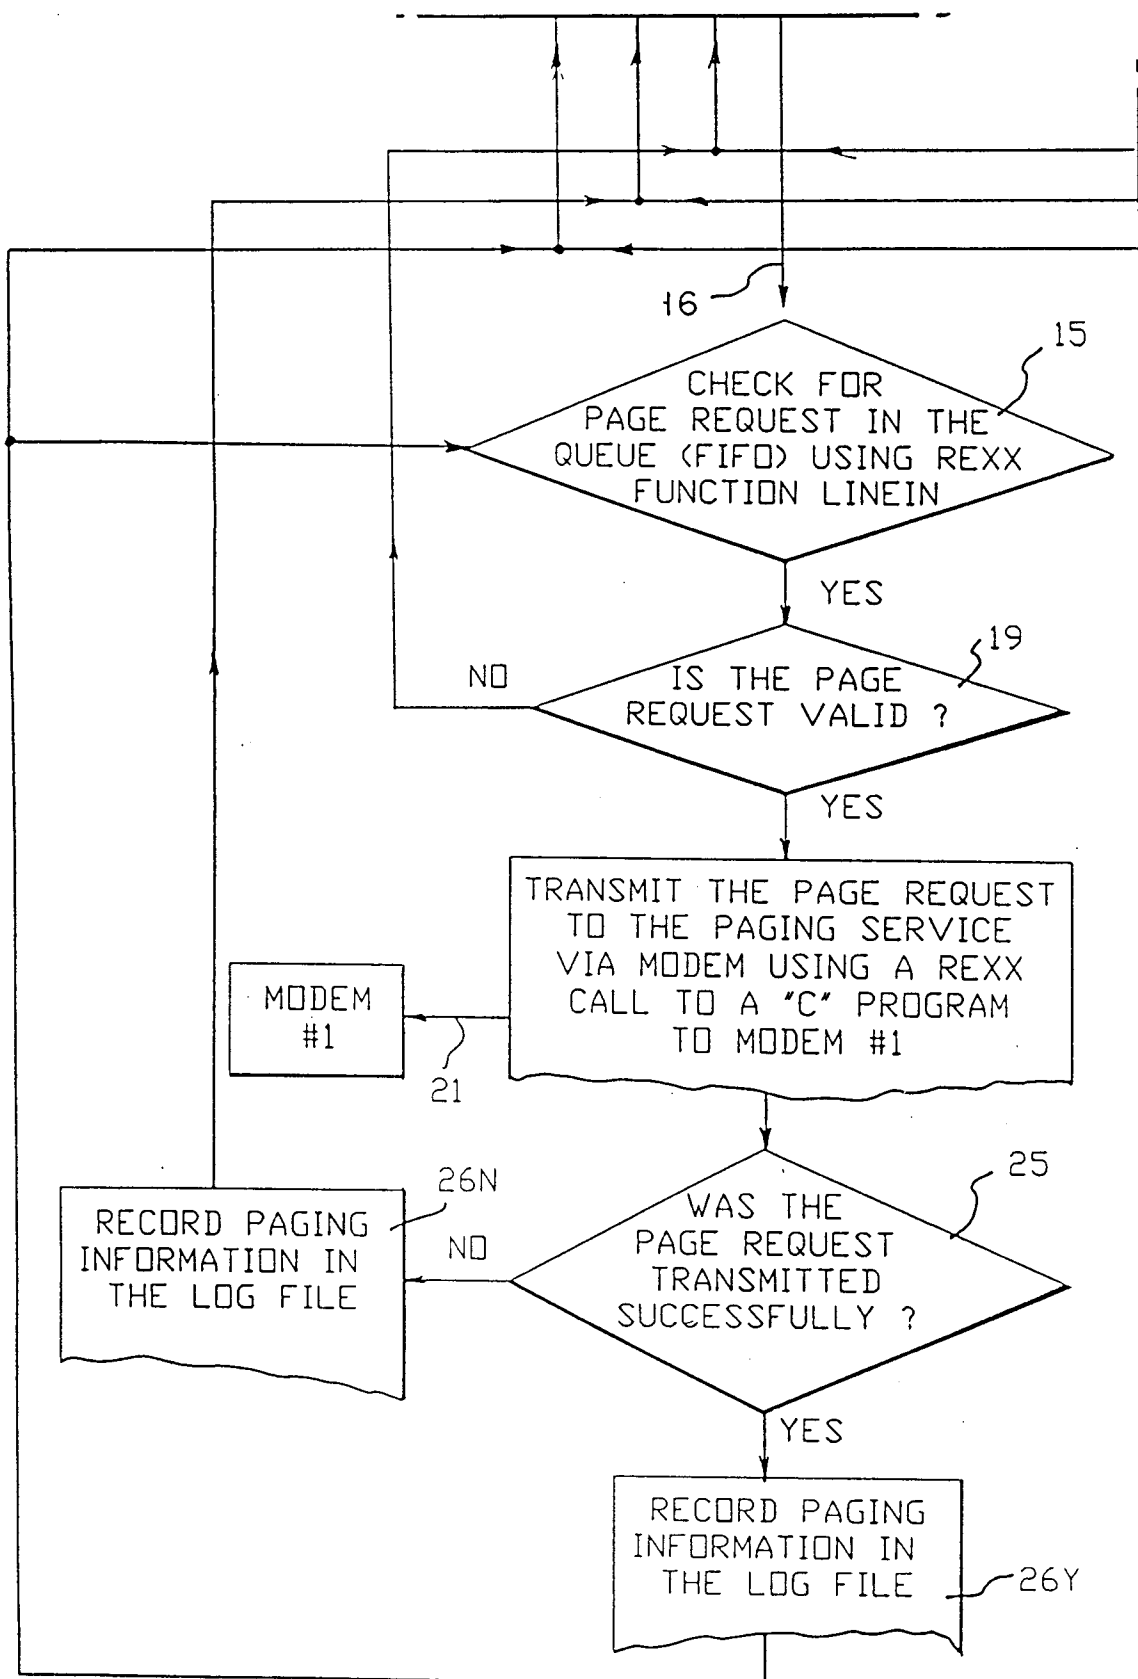 16
15
CHECK FOR
PAGE REQUEST IN THE
QUEUE (FIFO) USING REXX
FUNCTION LINEIN
YES
19
NO
IS THE PAGE
REQUEST VALID ?
YES
TRANSMIT THE PAGE REQUEST
TO THE PAGING SERVICE
VIA MODEM USING A REXX
CALL TO A "C" PROGRAM
TO MODEM #1
MODEM
#1
21
26N
25
RECORD PAGING
INFORMATION IN
THE LOG FILE
NO
WAS THE
PAGE REQUEST
TRANSMITTED
SUCCESSFULLY ?
YES
RECORD PAGING
INFORMATION IN
THE LOG FILE
26Y